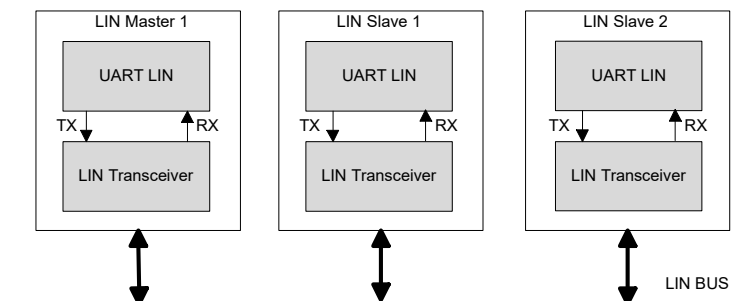 LIN Master 1
LIN Slave 1
LIN Slave 2
UART LIN
UART LIN
UART LIN
TX
RX
TX
RX
TX
RX
LIN Transceiver
LIN Transceiver
LIN Transceiver
LIN BUS